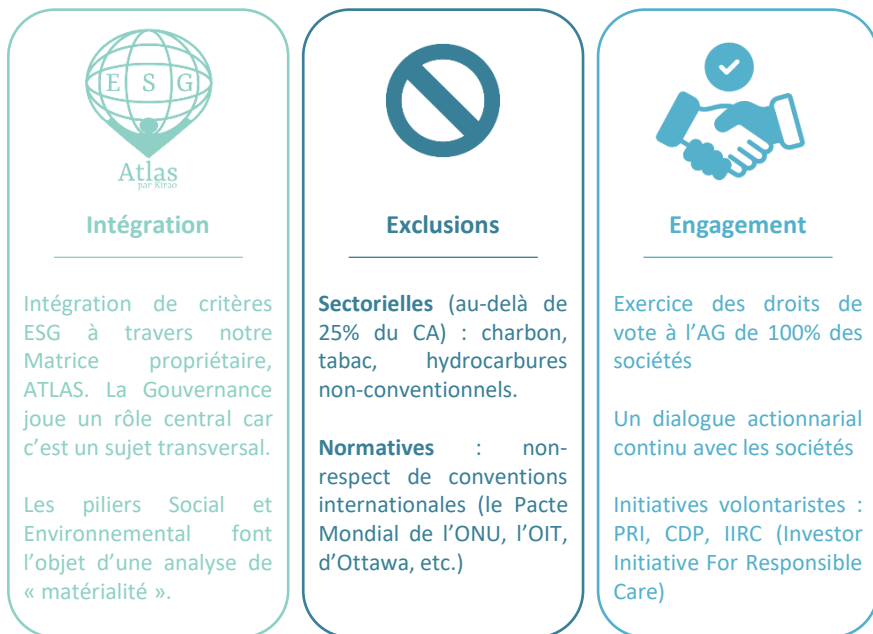 E S G
Atlas
par Kirao
Intégration
Intégration de critères
ESG à travers notre
Matrice propriétaire,
ATLAS. La Gouvernance
joue un rôle central car
c’est un sujet transversal.
Les piliers Social et
Environnemental font
l’objet d’une analyse de
« matérialité ».
Exclusions
Sectorielles (au-delà de
25% du CA) : charbon,
tabac, hydrocarbures
non-conventionnels.
Normatives : non-
respect de conventions
internationales (le Pacte
Mondial de l’ONU, l’OIT,
d’Ottawa, etc.)
Engagement
Exercice des droits de
vote à l’AG de 100% des
sociétés
Un dialogue actionnarial
continu avec les sociétés
Initiatives volontaristes :
PRI, CDP, IIRC (Investor
Initiative For Responsible
Care)